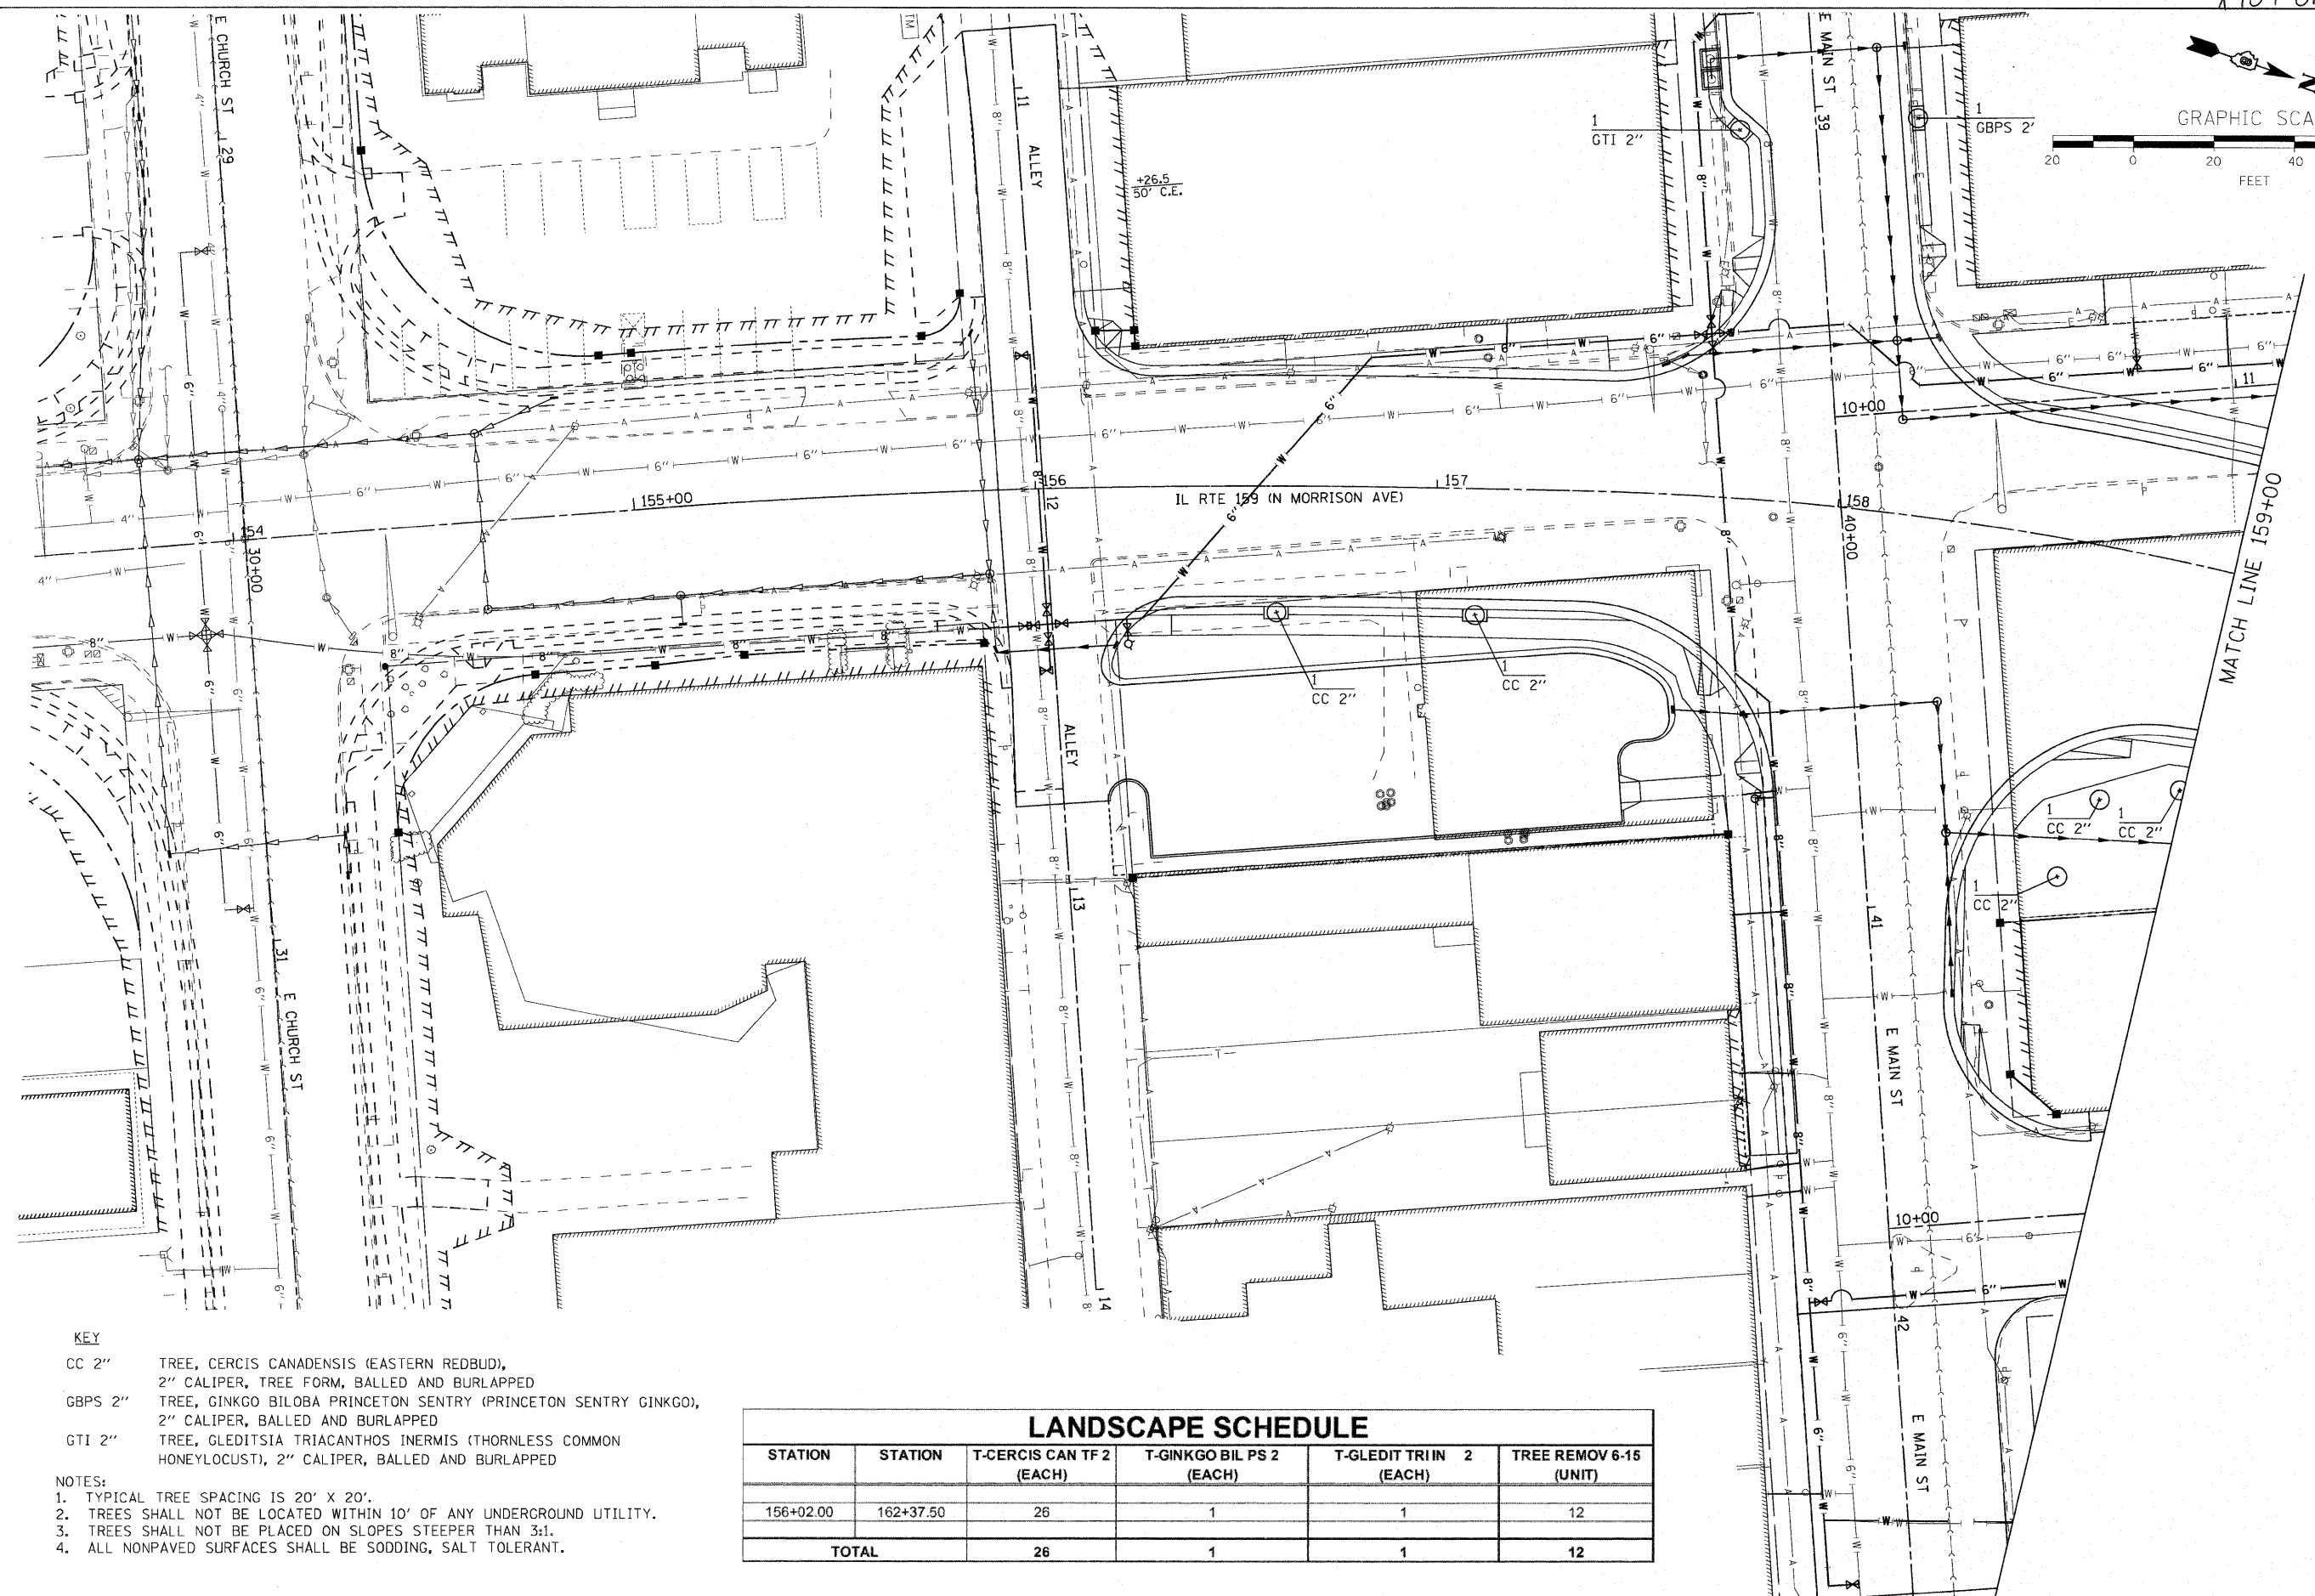 E CHURCH ST
29
11
ALLEY
+26.5
50' C.E.
1
GTI 2"
E MAIN ST
39
1
GBPS 2'
GRAPHIC SCA
20 0 20 40
FEET
N
10+00
11
154
30+00
155+00
156
12
IL RTE 159 (N MORRISON AVE)
157
158
40+00
MATCH LINE 159+00
1
CC 2"
1
CC 2"
ALLEY
1
CC 2"
1
CC 2"
1
CC 2"
13
41
31
E CHURCH ST
E MAIN ST
10+00
14
42
E MAIN ST
KEY
CC 2" TREE, CERCIS CANADENSIS (EASTERN REDBUD),
2" CALIPER, TREE FORM, BALLED AND BURLAPPED
GBPS 2" TREE, GINKGO BILOBA PRINCETON SENTRY (PRINCETON SENTRY GINKGO),
2" CALIPER, BALLED AND BURLAPPED
GTI 2" TREE, GLEDITSIA TRIACANTHOS INERMIS (THORNLESS COMMON
HONEYLOCUST), 2" CALIPER, BALLED AND BURLAPPED
NOTES:
1. TYPICAL TREE SPACING IS 20' X 20'.
2. TREES SHALL NOT BE LOCATED WITHIN 10' OF ANY UNDERGROUND UTILITY.
3. TREES SHALL NOT BE PLACED ON SLOPES STEEPER THAN 3:1.
4. ALL NONPAVED SURFACES SHALL BE SODDING, SALT TOLERANT.
LANDSCAPE SCHEDULE
STATION STATION T-CERCIS CAN TF 2 T-GINKGO BIL PS 2 T-GLEDIT TRI IN 2 TREE REMOV 6-15
(EACH) (EACH) (EACH) (UNIT)
156+02.00 162+37.50 26 1 1 12
TOTAL 26 1 1 12